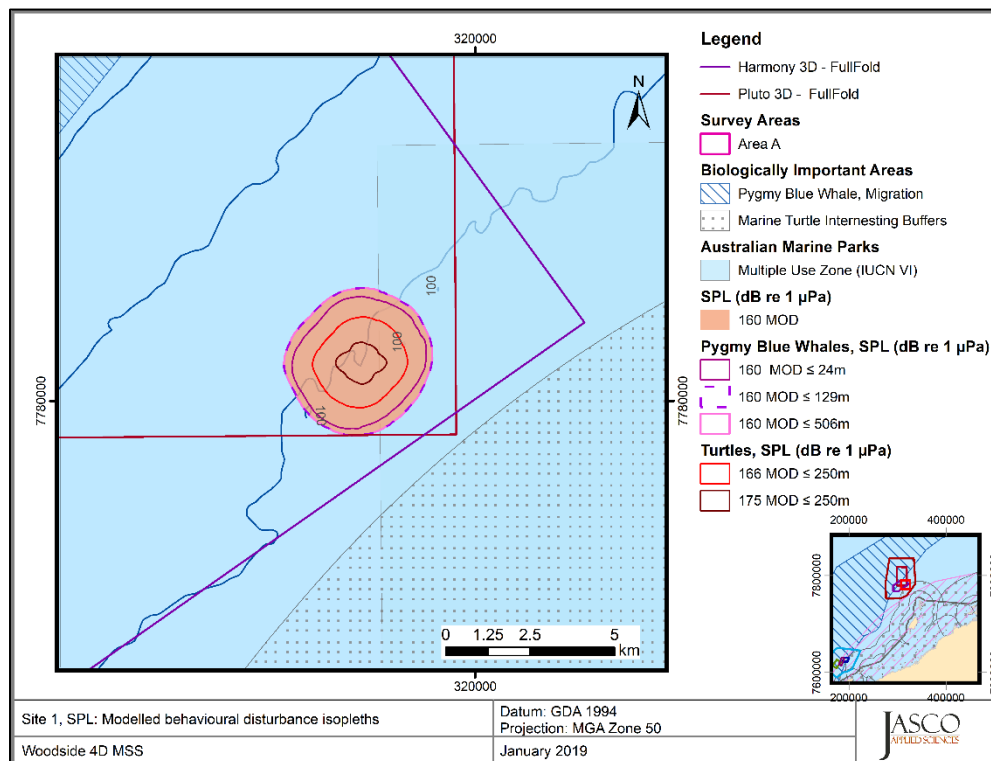 320000
N
7780000
7780000
100
100
100
0 1.25 2.5 5
km
320000
Legend
Harmony 3D - FullFold
Pluto 3D - FullFold
Survey Areas
Area A
Biologically Important Areas
Pygmy Blue Whale, Migration
Marine Turtle Internesting Buffers
Australian Marine Parks
Multiple Use Zone (IUCN VI)
SPL (dB re 1 µPa)
160 MOD
Pygmy Blue Whales, SPL (dB re 1 µPa)
160 MOD ≤ 24m
160 MOD ≤ 129m
160 MOD ≤ 506m
Turtles, SPL (dB re 1 µPa)
166 MOD ≤ 250m
175 MOD ≤ 250m
200000 400000
7800000
7800000
7600000
7600000
200000 400000
Site 1, SPL: Modelled behavioural disturbance isopleths
Datum: GDA 1994
Projection: MGA Zone 50
Woodside 4D MSS
January 2019
JASCO
APPLIED SCIENCES